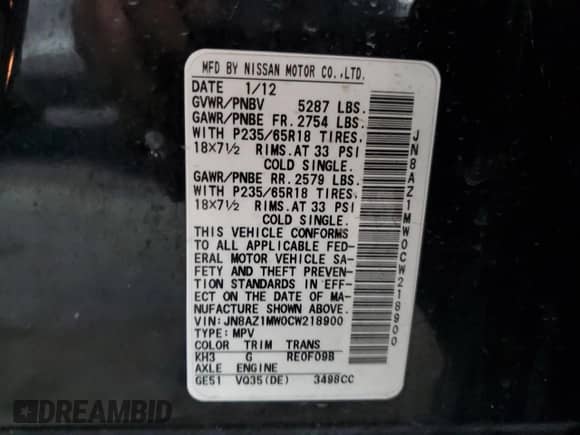 MFD BY NISSAN MOTOR CO.,LTD.
DATE 1/12
GVWR/PNBV 5287 LBS.
GAWR/PNBE FR. 2754 LBS.
WITH P235/65R18 TIRES.
18×7½ RIMS. AT 33 PSI
COLD SINGLE.
GAWR/PNBE RR. 2579 LBS.
WITH P235/65R18 TIRES.
18×7½ RIMS. AT 33 PSI
COLD SINGLE.
THIS VEHICLE CONFORMS
TO ALL APPLICABLE FED-
ERAL MOTOR VEHICLE SA-
FETY AND THEFT PREVEN-
TION STANDARDS IN EFF-
ECT ON THE DATE OF MA-
NUFACTURE SHOWN ABOVE.
VIN: JN8AZ1MW0CW218900
TYPE: MPV
COLOR TRIM TRANS
KH3 G RE0F09B
AXLE ENGINE
GE51 VQ35(DE) 3498CC
JN8AZ1MW0CW218900
DREAMBID